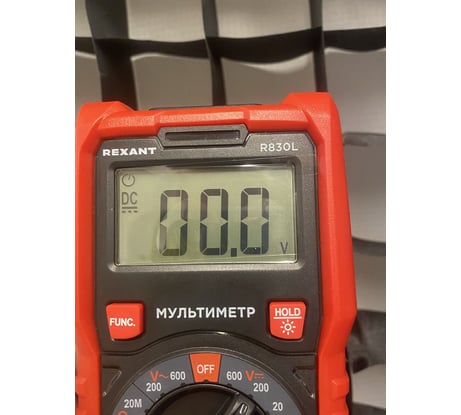 REXANT R830L
DC
00.0 V
FUNC. МУЛЬТИМЕТР HOLD
V~ 600 OFF 600 V
200 200
20M 20